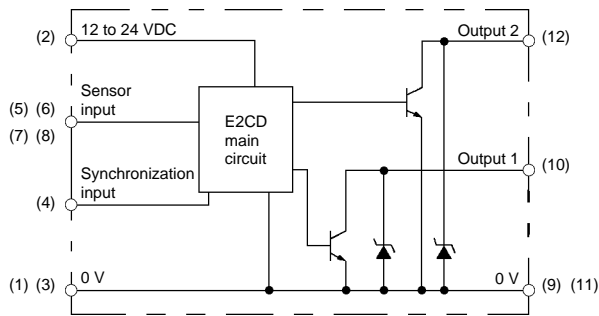 (2) 12 to 24 VDC
Output 2 (12)
Sensor
input
(5) (6)
(7) (8)
E2CD
main
circuit
Synchronization
input
(4)
Output 1 (10)
(1) (3) 0 V
0 V (9) (11)